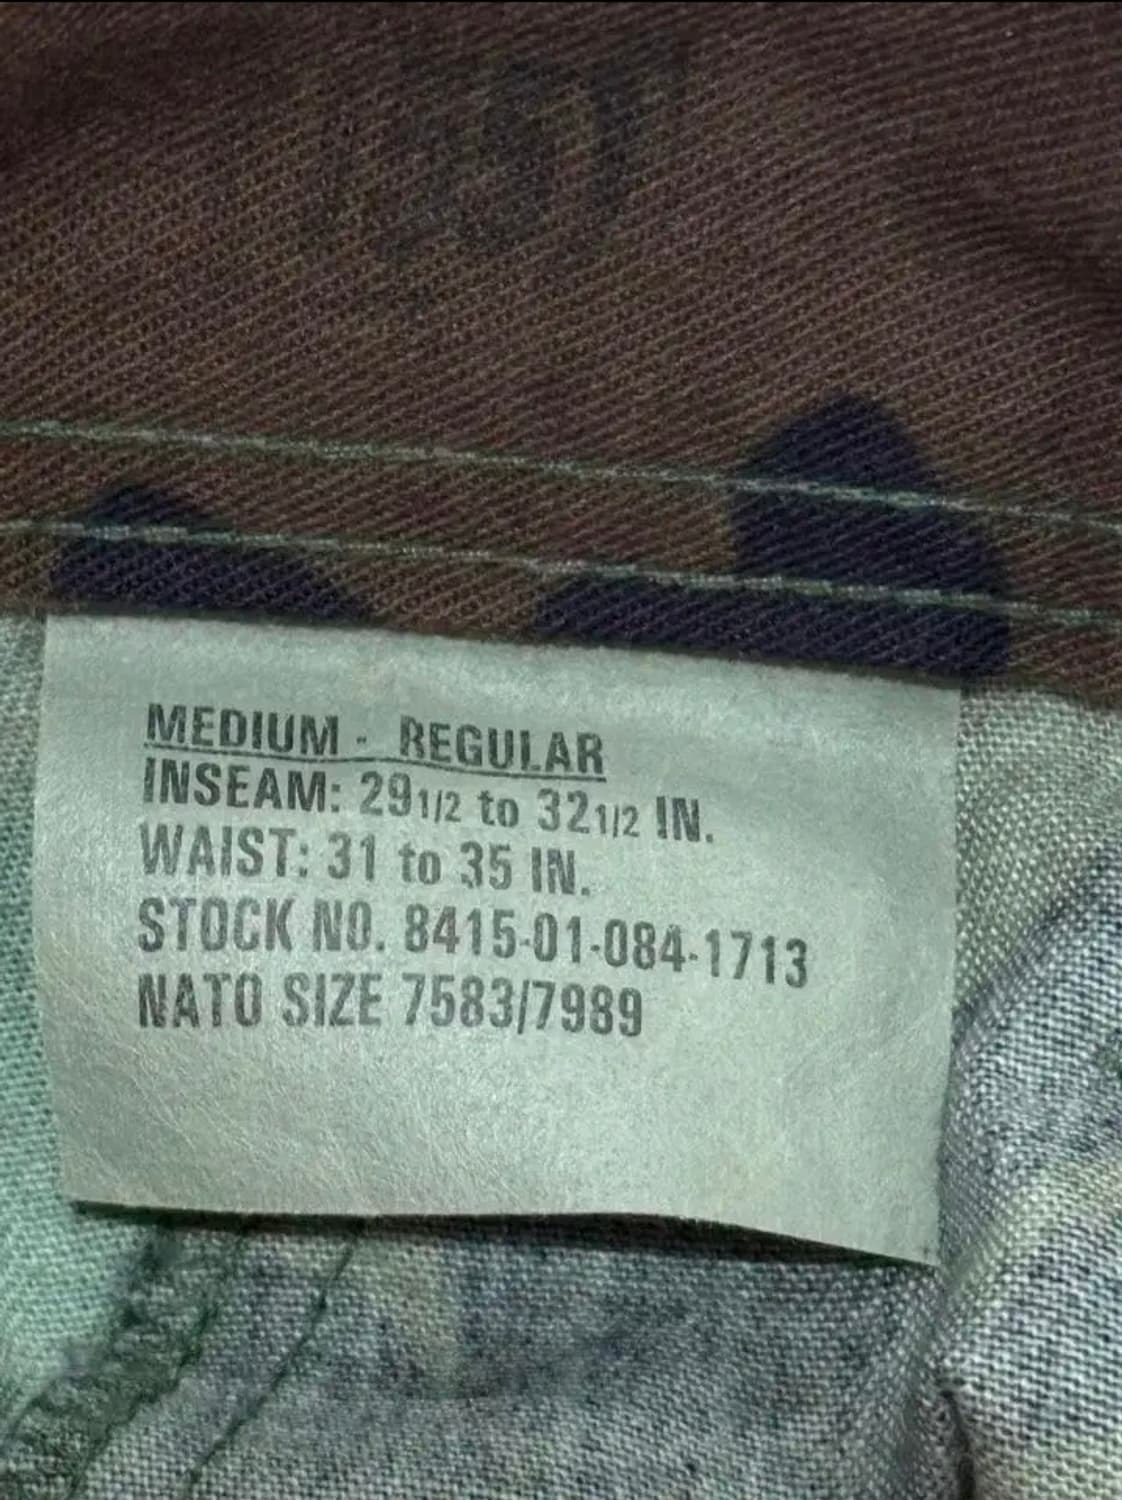 MEDIUM - REGULAR
INSEAM: 29 1/2 to 32 1/2 IN.
WAIST: 31 to 35 IN.
STOCK NO. 8415-01-084-1713
NATO SIZE 7583/7989